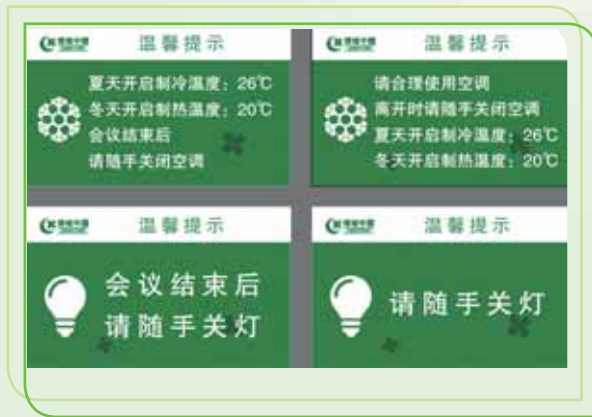 温馨提示
夏天开启制冷温度：26℃
冬天开启制热温度：20℃
会议结束后
请随手关闭空调
温馨提示
请合理使用空调
离开时请随手关闭空调
夏天开启制冷温度：26℃
冬天开启制热温度：20℃
温馨提示
会议结束后
请随手关灯
温馨提示
请随手关灯